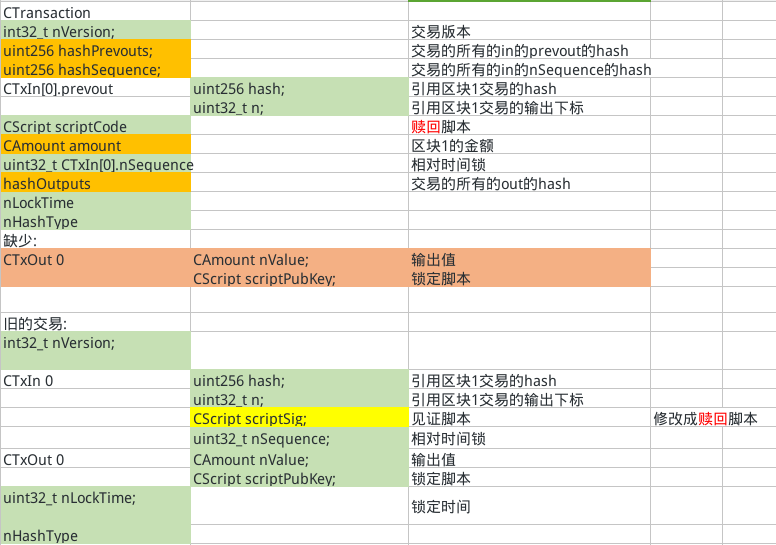 CTransaction
int32_t nVersion; 交易版本
uint256 hashPrevouts; 交易的所有的in的prevout的hash
uint256 hashSequence; 交易的所有的in的nSequence的hash
CTxIn[0].prevout uint256 hash; 引用区块1交易的hash
uint32_t n; 引用区块1交易的输出下标
CScript scriptCode 赎回脚本
CAmount amount 区块1的金额
uint32_t CTxIn[0].nSequence 相对时间锁
hashOutputs 交易的所有的out的hash
nLockTime
nHashType
缺少:
CTxOut 0 CAmount nValue; 输出值
CScript scriptPubKey; 锁定脚本
旧的交易:
int32_t nVersion;
CTxIn 0 uint256 hash; 引用区块1交易的hash
uint32_t n; 引用区块1交易的输出下标
CScript scriptSig; 见证脚本 修改成赎回脚本
uint32_t nSequence; 相对时间锁
CTxOut 0 CAmount nValue; 输出值
CScript scriptPubKey; 锁定脚本
uint32_t nLockTime; 锁定时间
nHashType